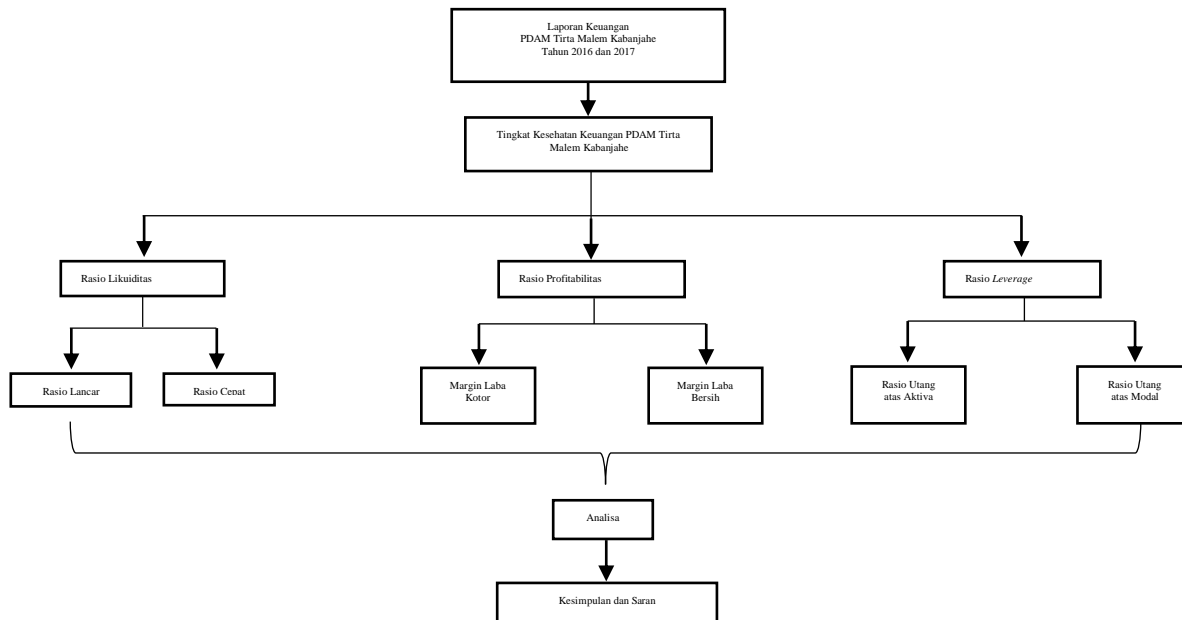 Laporan Keuangan
PDAM Tirta Malem Kabanjahe
Tahun 2016 dan 2017
Tingkat Kesehatan Keuangan PDAM Tirta
Malem Kabanjahe
Rasio Likuiditas
Rasio Profitabilitas
Rasio Leverage
Rasio Lancar
Rasio Cepat
Margin Laba
Kotor
Margin Laba
Bersih
Rasio Utang
atas Aktiva
Rasio Utang
atas Modal
Analisa
Kesimpulan dan Saran